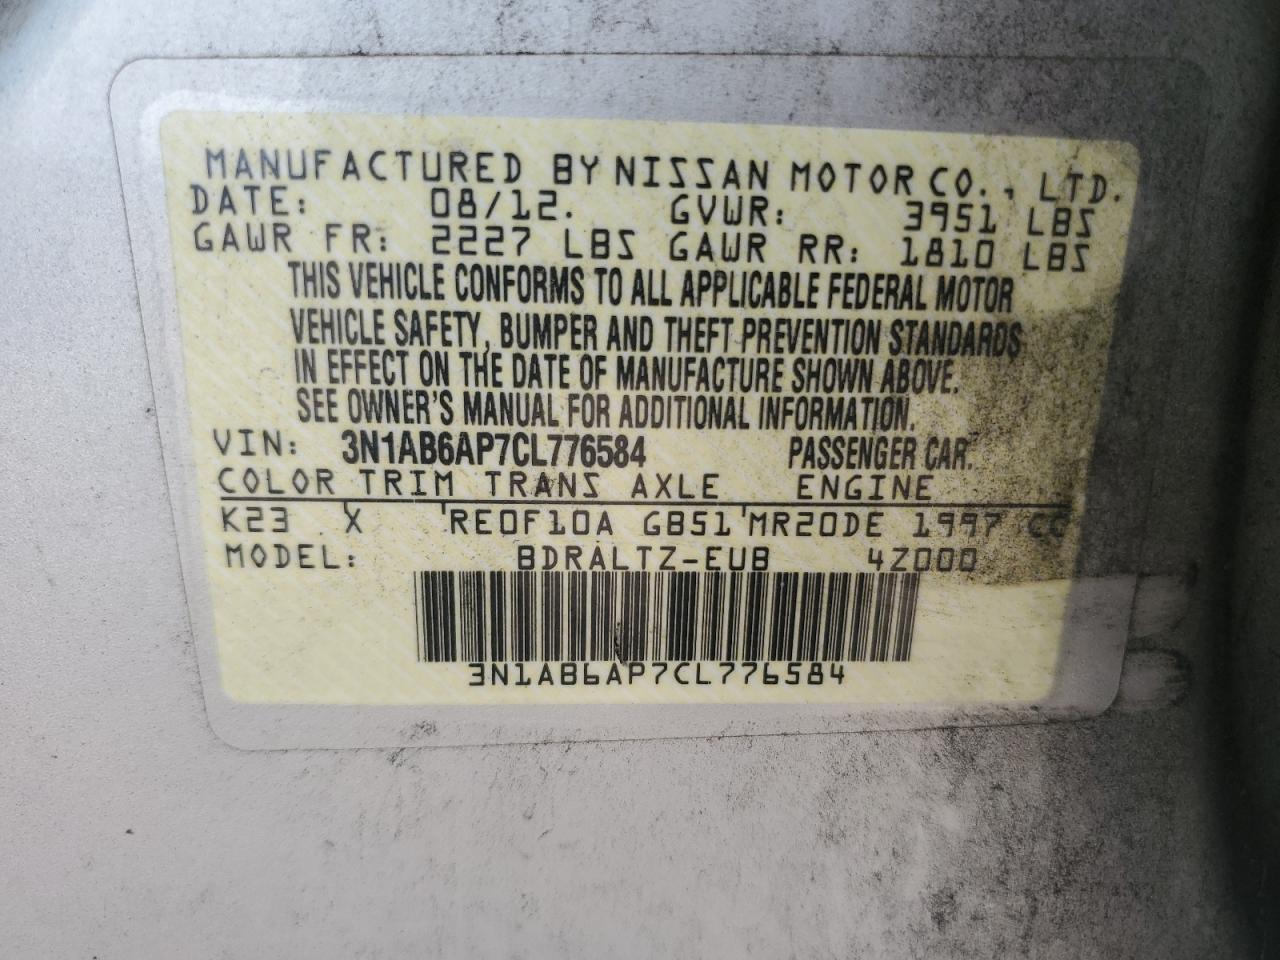 MANUFACTURED BY NISSAN MOTOR CO., LTD.
DATE: 08/12. GVWR: 3951 LBS
GAWR FR: 2227 LBS GAWR RR: 1810 LBS
THIS VEHICLE CONFORMS TO ALL APPLICABLE FEDERAL MOTOR
VEHICLE SAFETY, BUMPER AND THEFT PREVENTION STANDARDS
IN EFFECT ON THE DATE OF MANUFACTURE SHOWN ABOVE.
SEE OWNER'S MANUAL FOR ADDITIONAL INFORMATION.
VIN: 3N1AB6AP7CL776584 PASSENGER CAR.
COLOR TRIM TRANS AXLE ENGINE
K23 X 'RE0F10A GB51'MR20DE 1997 CC
MODEL: BDRALTZ-EUB 4Z000
3N1AB6AP7CL776584